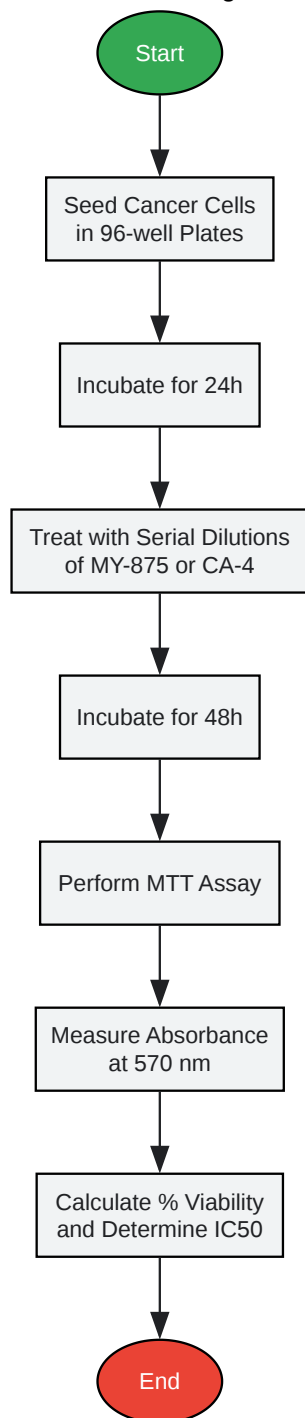 Start
Seed Cancer Cells
in 96-well Plates
Incubate for 24h
Treat with Serial Dilutions
of MY-875 or CA-4
Incubate for 48h
Perform MTT Assay
Measure Absorbance
at 570 nm
Calculate % Viability
and Determine IC50
End